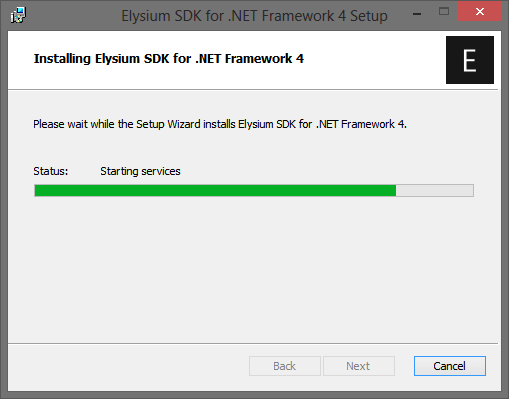 Elysium SDK for .NET Framework 4 Setup
Installing Elysium SDK for .NET Framework 4
E
Please wait while the Setup Wizard installs Elysium SDK for .NET Framework 4.
Status: Starting services
Back Next Cancel